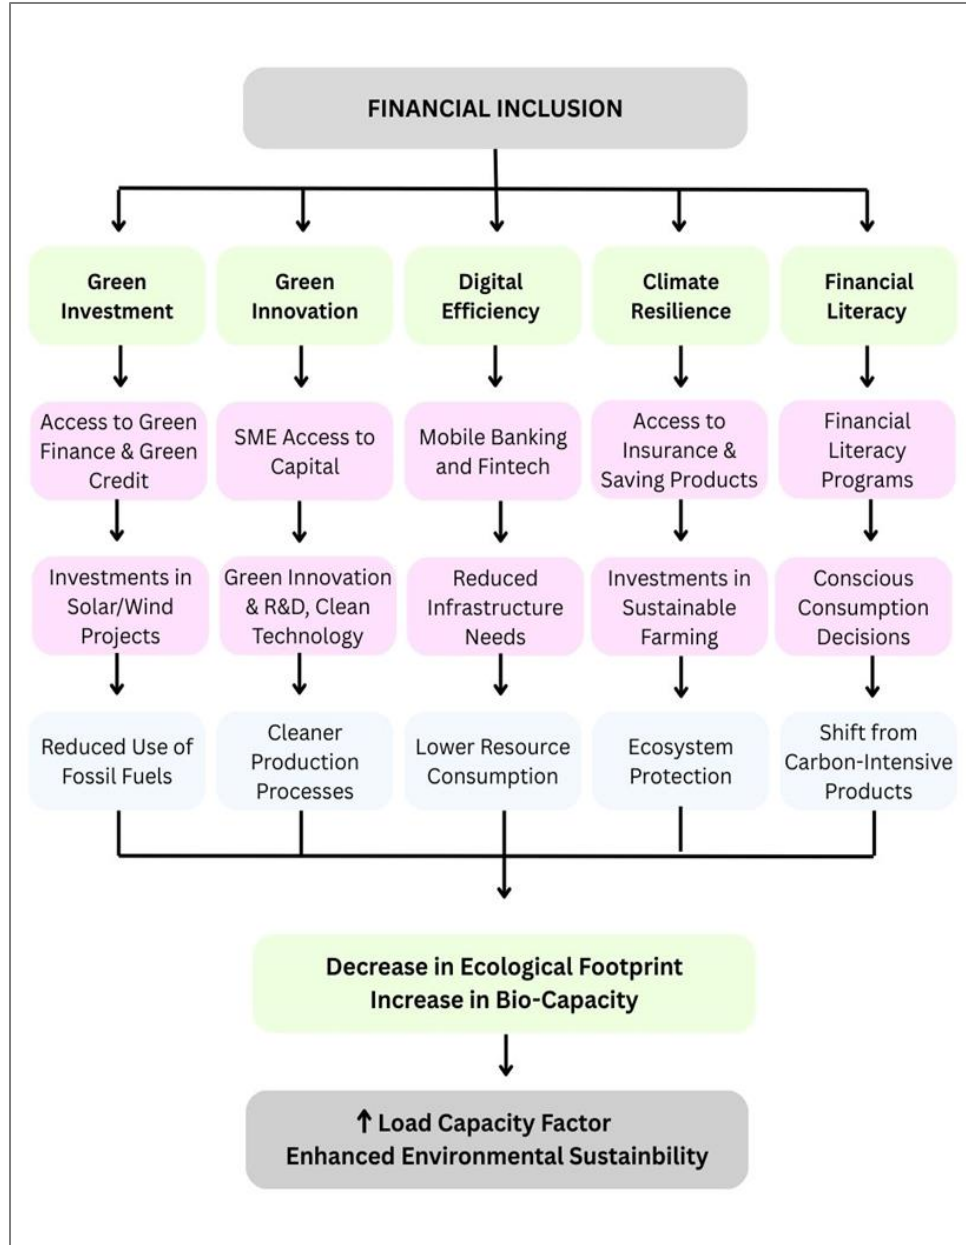 FINANCIAL INCLUSION
Green
Investment
Green
Innovation
Digital
Efficiency
Climate
Resilience
Financial
Literacy
Access to Green
Finance & Green
Credit
SME Access to
Capital
Mobile Banking
and Fintech
Access to
Insurance &
Saving Products
Financial
Literacy
Programs
Investments in
Solar/Wind
Projects
Green Innovation
& R&D, Clean
Technology
Reduced
Infrastructure
Needs
Investments in
Sustainable
Farming
Conscious
Consumption
Decisions
Reduced Use of
Fossil Fuels
Cleaner
Production
Processes
Lower Resource
Consumption
Ecosystem
Protection
Shift from
Carbon-Intensive
Products
Decrease in Ecological Footprint
Increase in Bio-Capacity
↑ Load Capacity Factor
Enhanced Environmental Sustainbility